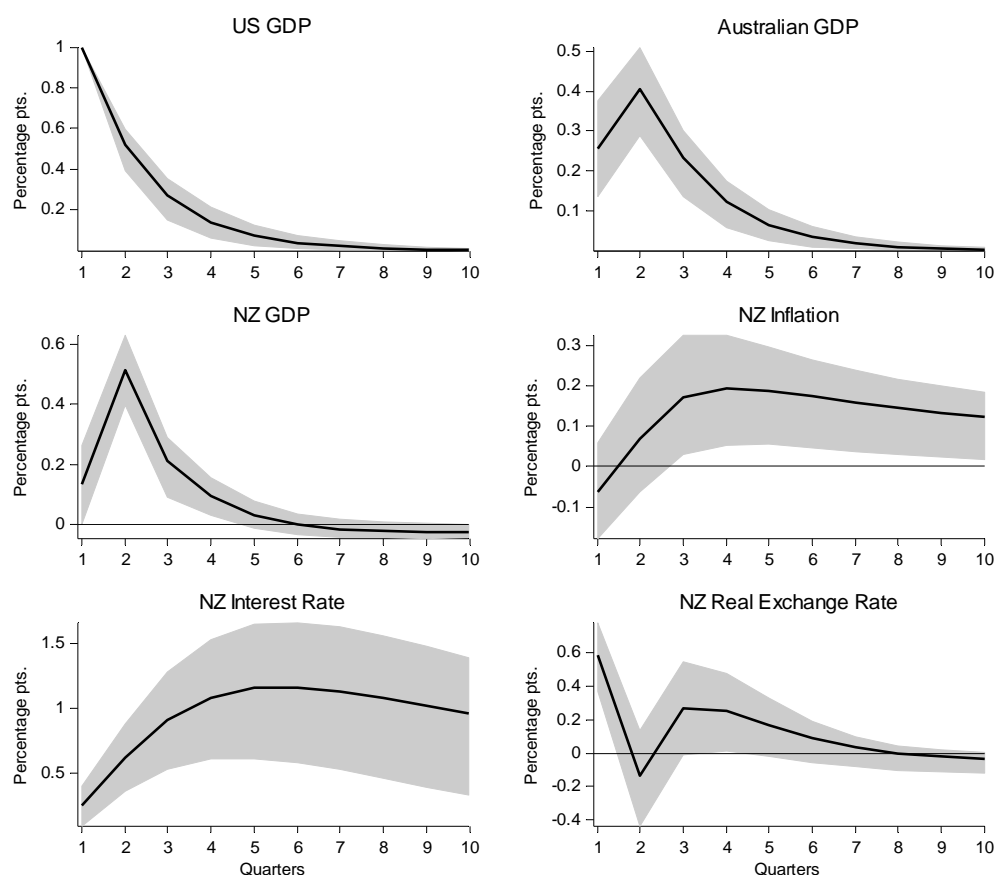 US GDP
Percentage pts.
1
0.8
0.6
0.4
0.2
1 2 3 4 5 6 7 8 9 10
Australian GDP
Percentage pts.
0.5
0.4
0.3
0.2
0.1
1 2 3 4 5 6 7 8 9 10
NZ GDP
Percentage pts.
0.6
0.4
0.2
0
1 2 3 4 5 6 7 8 9 10
NZ Inflation
Percentage pts.
0.3
0.2
0.1
0
-0.1
1 2 3 4 5 6 7 8 9 10
NZ Interest Rate
Percentage pts.
1.5
1
0.5
1 2 3 4 5 6 7 8 9 10
Quarters
NZ Real Exchange Rate
Percentage pts.
0.6
0.4
0.2
0
-0.2
-0.4
1 2 3 4 5 6 7 8 9 10
Quarters